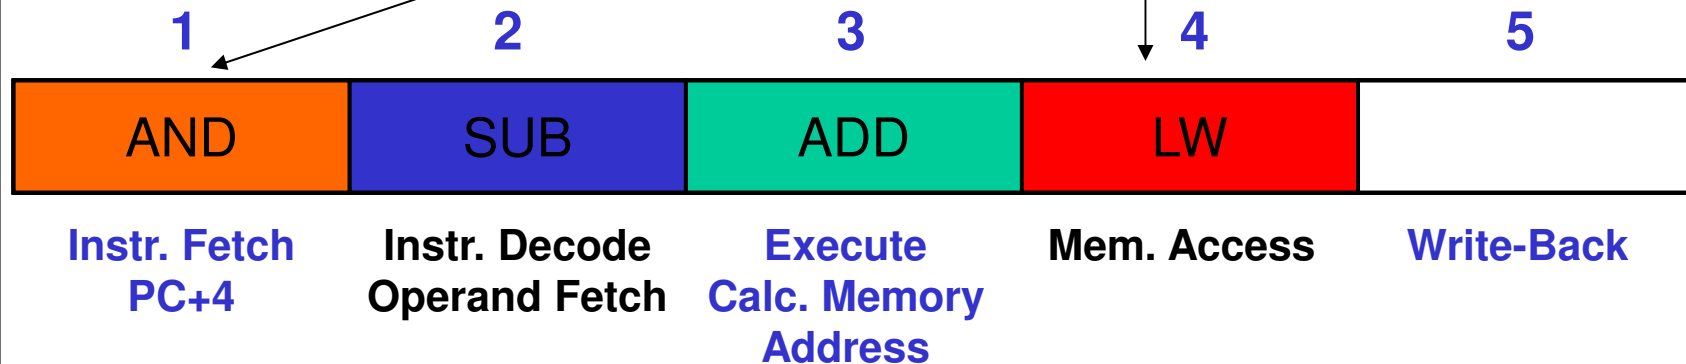 1 2 3 4 5
AND SUB ADD LW
Instr. Fetch Instr. Decode Execute Mem. Access Write-Back
PC+4 Operand Fetch Calc. Memory
Address